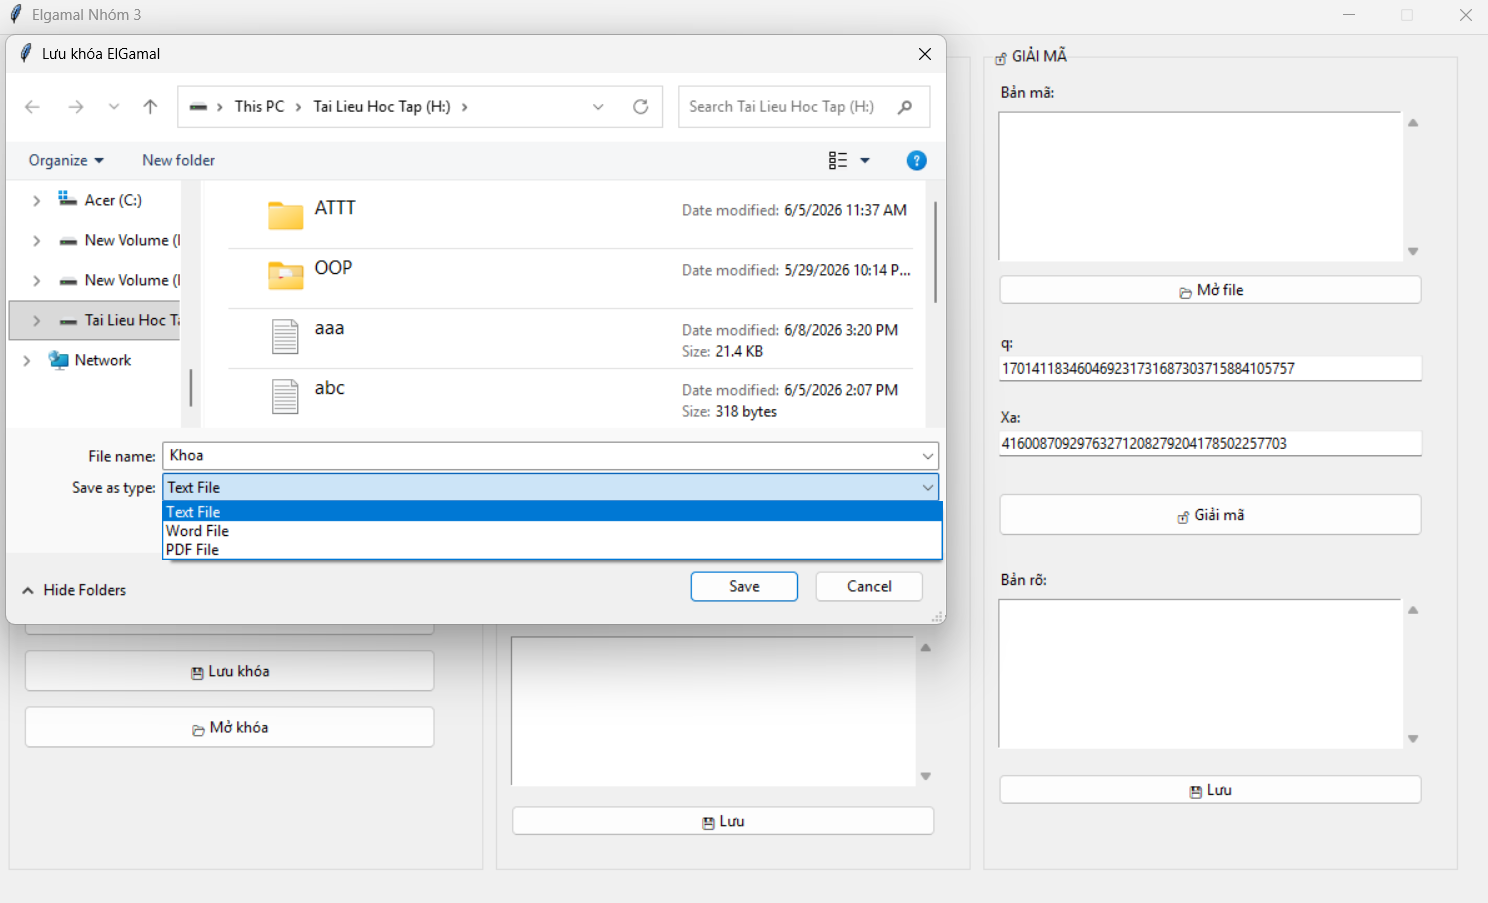 Elgamal Nhóm 3
Lưu khóa ElGamal
This PC
Tai Lieu Hoc Tap (H:)
Search Tai Lieu Hoc Tap (H:)
Organize
New folder
?
Acer (C:)
New Volume (
New Volume (
Tai Lieu Hoc Ta
Network
ATTT
Date modified: 6/5/2026 11:37 AM
OOP
Date modified: 5/29/2026 10:14 P...
aaa
Date modified: 6/8/2026 3:20 PM
Size: 21.4 KB
abc
Date modified: 6/5/2026 2:07 PM
Size: 318 bytes
File name: Khoa
Save as type: Text File
Text File
Word File
PDF File
Hide Folders
Save
Cancel
Lưu khóa
Mở khóa
Lưu
GIẢI MÃ
Bản mã:
Mở file
q:
170141183460469231731687303715884105757
Xa:
41600870929763271208279204178502257703
Giải mã
Bản rõ:
Lưu